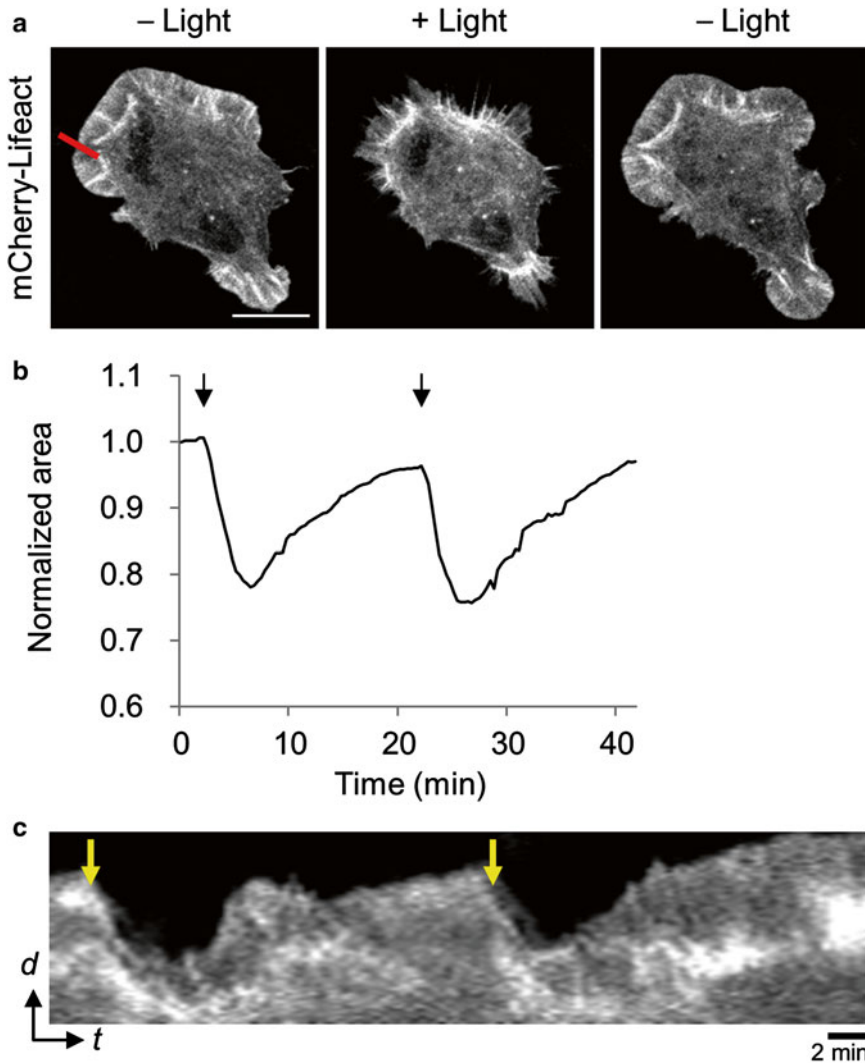 a
– Light
+ Light
– Light
mCherry-Lifeact
b
1.1
1.0
0.9
0.8
0.7
0.6
Normalized area
0
10
20
30
40
Time (min)
c
d
t
2 min